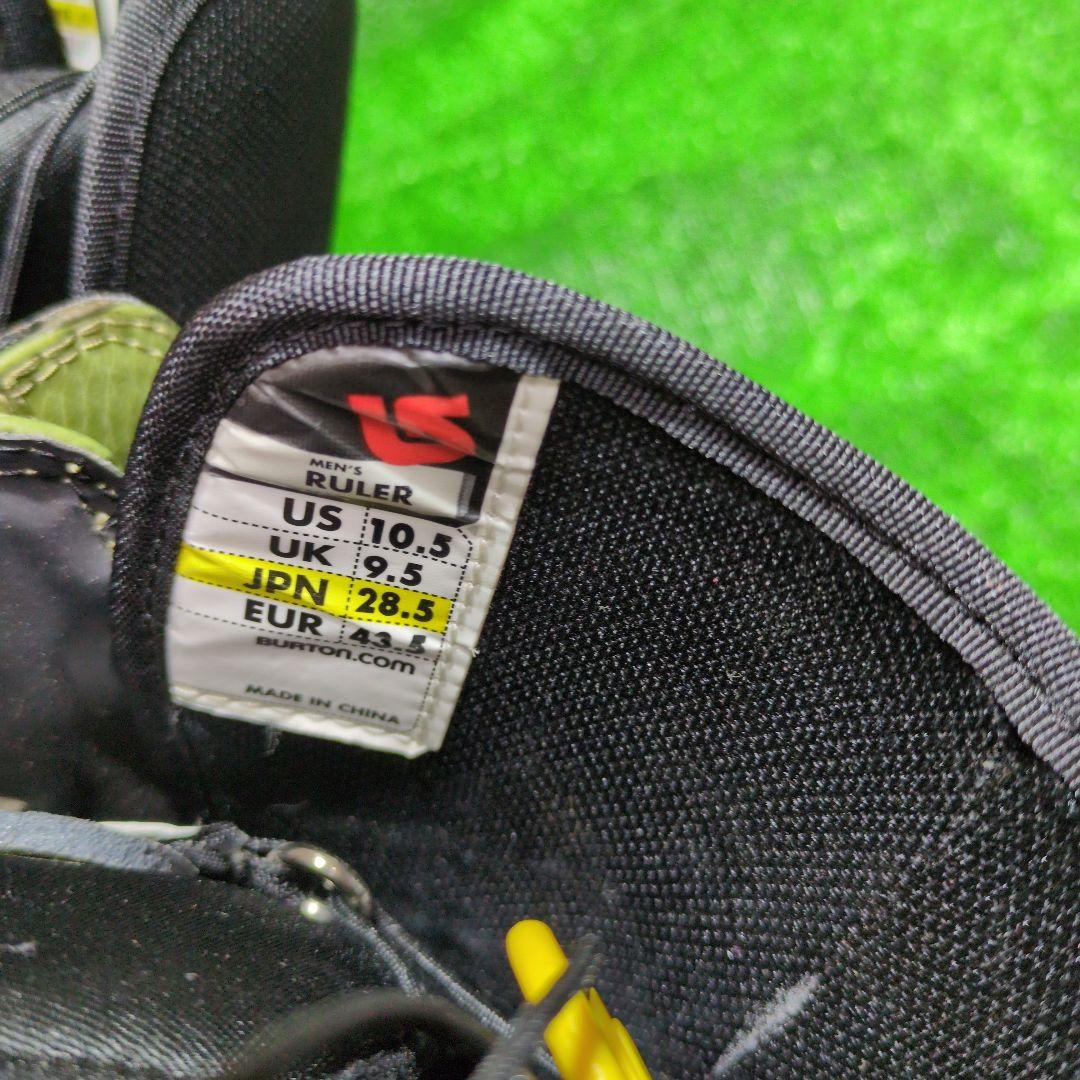 MEN'S
RULER
US 10.5
UK 9.5
JPN 28.5
EUR 43.5
BURTON.COM
MADE IN CHINA